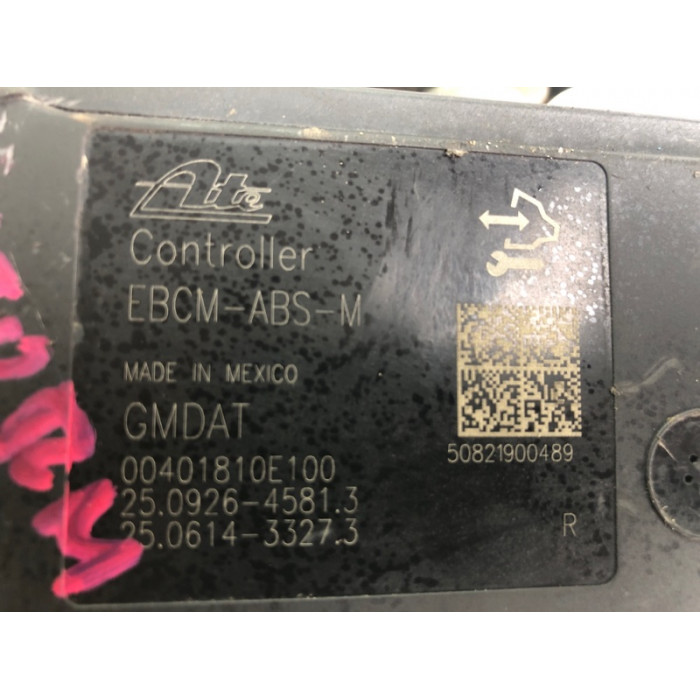 Ate
Controller
EBCM-ABS-M
MADE IN MEXICO
GMDAT
50821900489
00401810E100
25.0926-4581.3
25.0614-3327.3
R